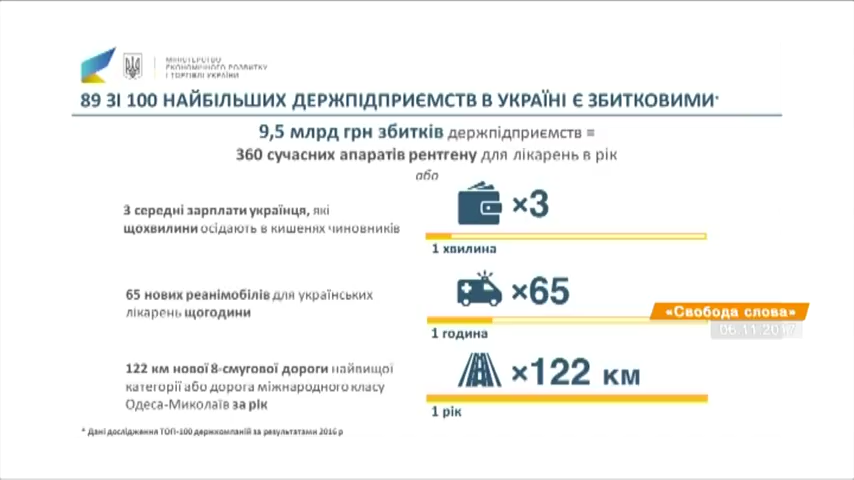 МІНІСТЕРСТВО
ЕКОНОМІЧНОГО РОЗВИТКУ
І ТОРГІВЛІ УКРАЇНИ
89 ЗІ 100 НАЙБІЛЬШИХ ДЕРЖПІДПРИЄМСТВ В УКРАЇНІ Є ЗБИТКОВИМИ*
9,5 млрд грн збитків держпідприємств =
360 сучасних апаратів рентгену для лікарень в рік
або
3 середні зарплати українця, які
щохвилини осідають в кишенях чиновників
×3
1 хвилина
65 нових реанімобілів для українських
лікарень щогодини
×65
1 година
«Свобода слова»
06.11.2017
122 км нової 8-смугової дороги найвищої
категорії або дорога міжнародного класу
Одеса-Миколаїв за рік
×122 км
1 рік
* Дані дослідження ТОП-100 держкомпаній за результатами 2016 р